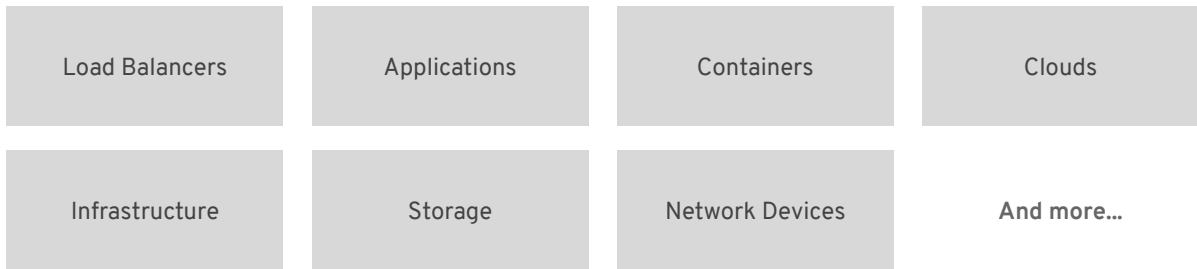 Load Balancers
Applications
Containers
Clouds
Infrastructure
Storage
Network Devices
And more...